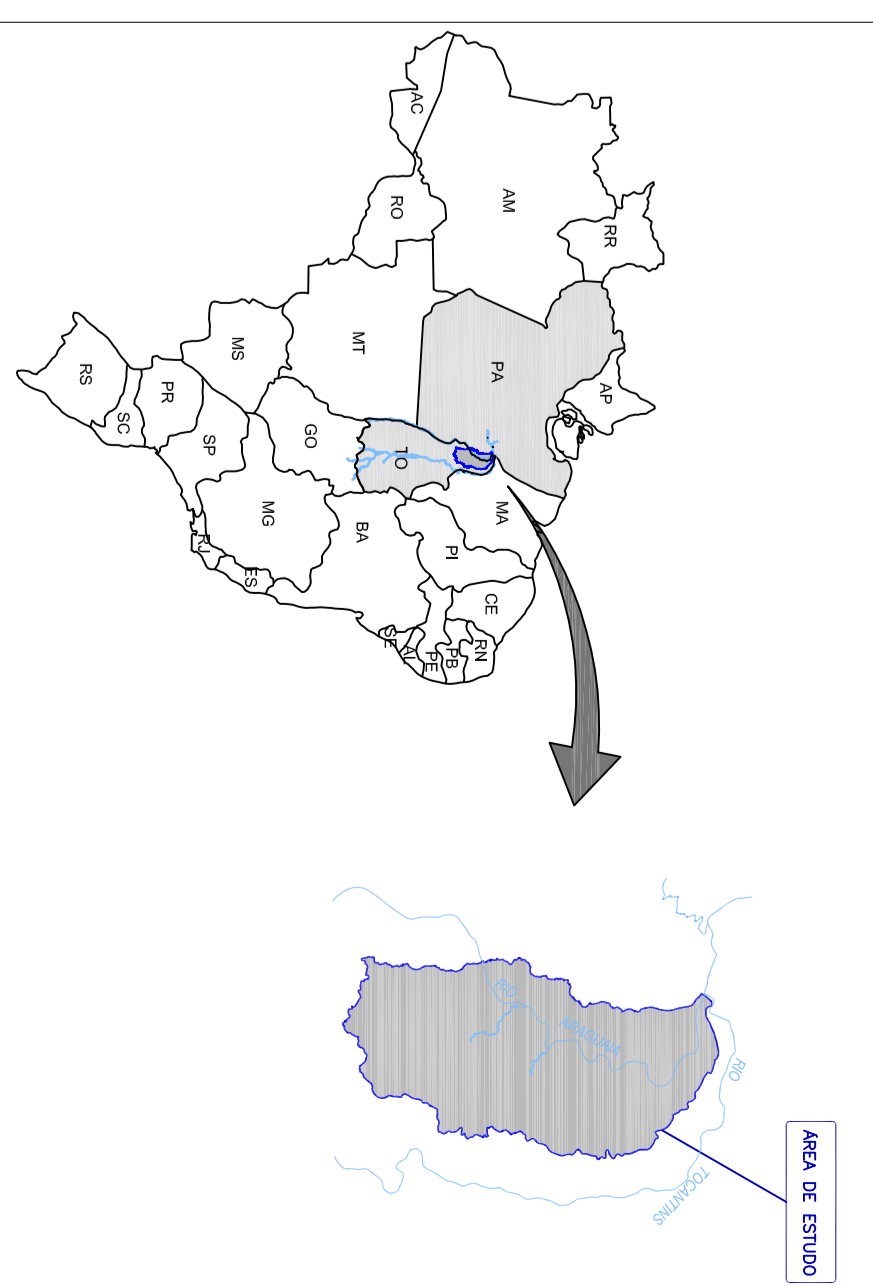 AC
AM
RR
RO
PA
AP
MT
MS
RS
SC
PR
SP
GO
TO
MA
MG
BA
PI
RJ
ES
CE
SE
AL
PE
PB
RN
RIO
ARAGUAIA
RIO
TOCANTINS
ÁREA DE ESTUDO